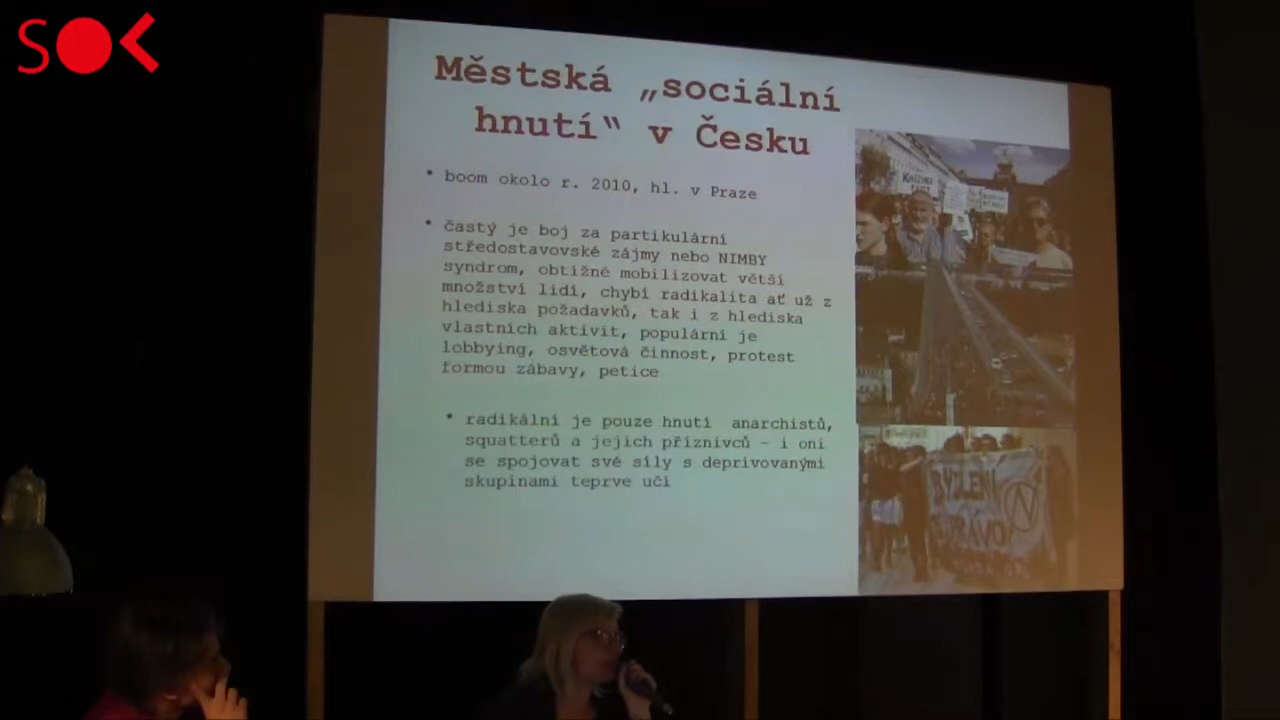 SOK
Městská „sociální
hnutí“ v Česku
• boom okolo r. 2010, hl. v Praze
• častý je boj za partikulární
středostavovské zájmy nebo NIMBY
syndrom, obtížné mobilizovat větší
množství lidí, chybí radikalita ať už z
hlediska požadavků, tak i z hlediska
vlastních aktivit, populární je
lobbying, osvětová činnost, protest
formou zábavy, petice
• radikální je pouze hnutí anarchistů,
squatterů a jejich příznivců – i oni
se spojovat své síly s deprivovanými
skupinami teprve učí
BYDLENÍ